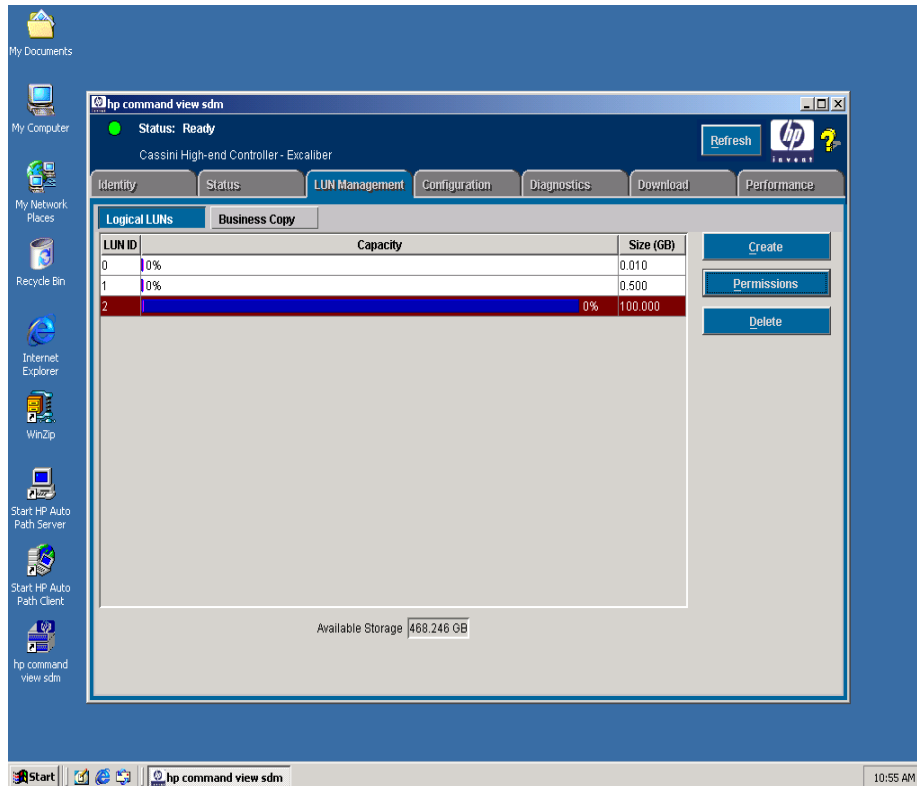 My Documents
My Computer
My Network
Places
Recycle Bin
Internet
Explorer
WinZip
Start HP Auto
Path Server
Start HP Auto
Path Client
hp command
view sdm
hp command view sdm
Status: Ready
Cassini High-end Controller - Excaliber
Refresh
hp
invent
?
Identity
Status
LUN Management
Configuration
Diagnostics
Download
Performance
Logical LUNs
Business Copy
LUN ID Capacity Size (GB)
0 0% 0.010
1 0% 0.500
2 0% 100.000
Create
Permissions
Delete
Available Storage 468.246 GB
Start
hp command view sdm
10:55 AM